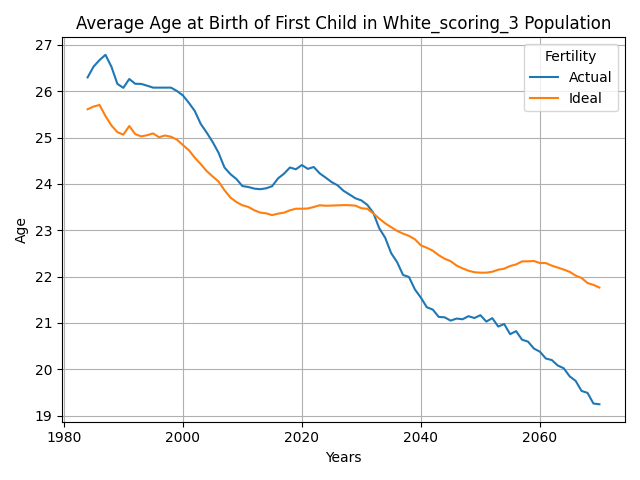 Average Age at Birth of First Child in White_scoring_3 Population
27
26
25
24
23
22
21
20
19
Age
Fertility
Actual
Ideal
1980
2000
2020
2040
2060
Years